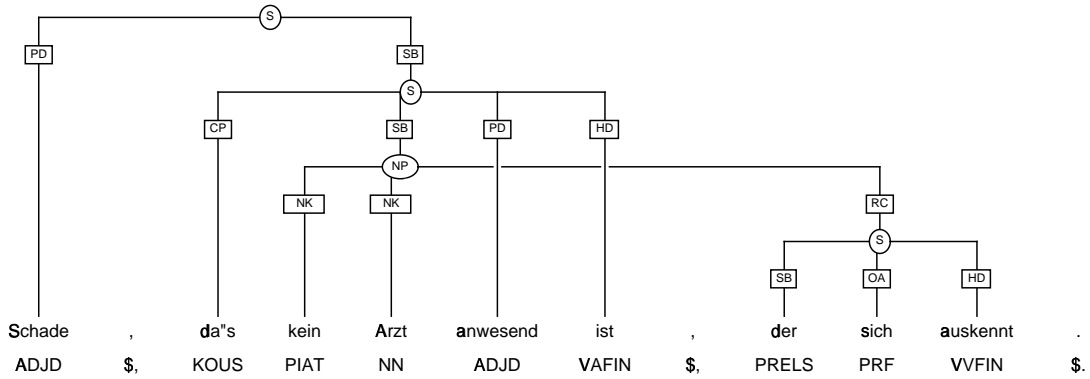 S
PD SB
S
CP SB PD HD
NP
NK NK RC
S
SB OA HD
Schade , da"s kein Arzt anwesend ist , der sich auskennt .
ADJD $, KOUS PIAT NN ADJD VAFIN $, PRELS PRF VVFIN $.